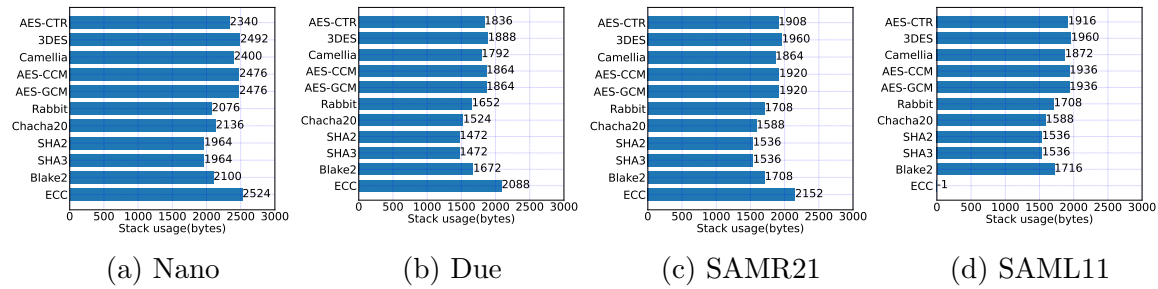 AES-CTR 2340
3DES 2492
Camellia 2400
AES-CCM 2476
AES-GCM 2476
Rabbit 2076
Chacha20 2136
SHA2 1964
SHA3 1964
Blake2 2100
ECC 2524
0 500 1000 1500 2000 2500 3000
Stack usage(bytes)
(a) Nano
AES-CTR 1836
3DES 1888
Camellia 1792
AES-CCM 1864
AES-GCM 1864
Rabbit 1652
Chacha20 1524
SHA2 1472
SHA3 1472
Blake2 1672
ECC 2088
0 500 1000 1500 2000 2500 3000
Stack usage(bytes)
(b) Due
AES-CTR 1908
3DES 1960
Camellia 1864
AES-CCM 1920
AES-GCM 1920
Rabbit 1708
Chacha20 1588
SHA2 1536
SHA3 1536
Blake2 1708
ECC 2152
0 500 1000 1500 2000 2500 3000
Stack usage(bytes)
(c) SAMR21
AES-CTR 1916
3DES 1960
Camellia 1872
AES-CCM 1936
AES-GCM 1936
Rabbit 1708
Chacha20 1588
SHA2 1536
SHA3 1536
Blake2 1716
ECC -1
0 500 1000 1500 2000 2500 3000
Stack usage(bytes)
(d) SAML11